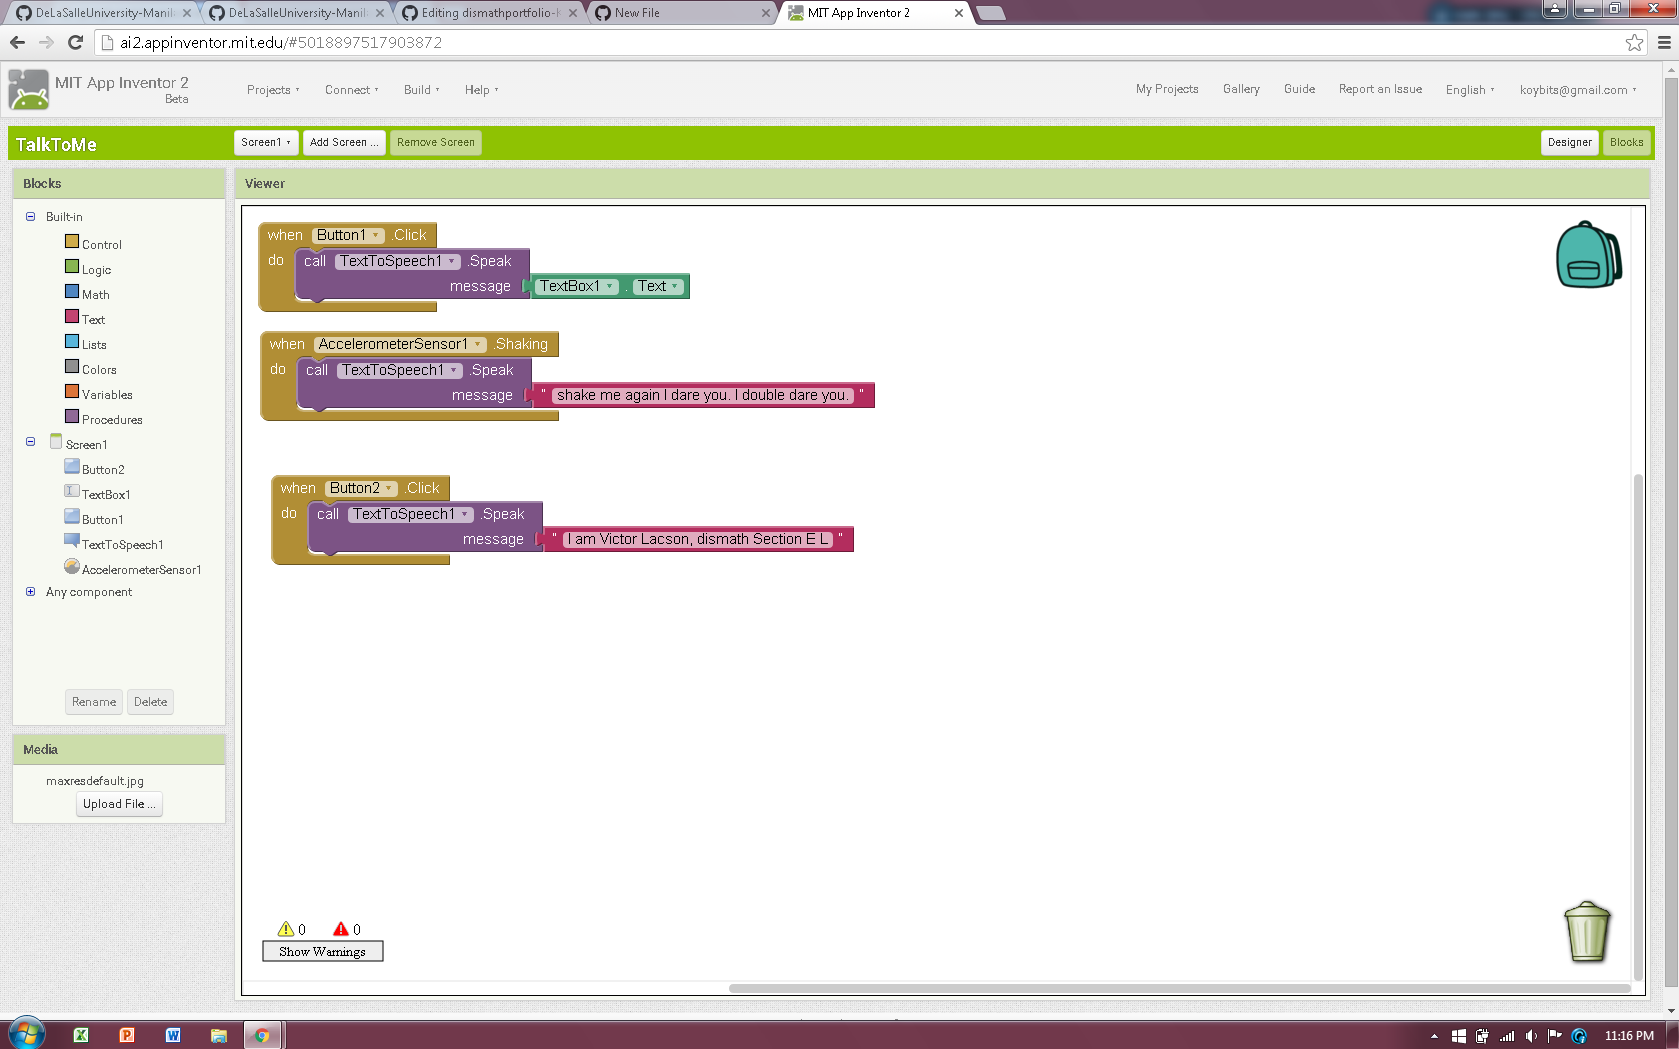 DeLaSalleUniversity-Manil
DeLaSalleUniversity-Manil
Editing dismathportfolio-
New File
MIT App Inventor 2
ai2.appinventor.mit.edu/#5018897517903872
MIT App Inventor 2
Beta
Projects
Connect
Build
Help
My Projects
Gallery
Guide
Report an Issue
English
koybits@gmail.com
TalkToMe
Screen1
Add Screen ...
Remove Screen
Designer
Blocks
Blocks
Built-in
Control
Logic
Math
Text
Lists
Colors
Variables
Procedures
Screen1
Button2
TextBox1
Button1
TextToSpeech1
AccelerometerSensor1
Any component
Rename
Delete
Media
maxresdefault.jpg
Upload File ...
Viewer
when Button1 .Click
do call TextToSpeech1 .Speak
message TextBox1 . Text
when AccelerometerSensor1 .Shaking
do call TextToSpeech1 .Speak
message " shake me again I dare you. I double dare you. "
when Button2 .Click
do call TextToSpeech1 .Speak
message " I am Victor Lacson, dismath Section E L "
0 0
Show Warnings
11:16 PM